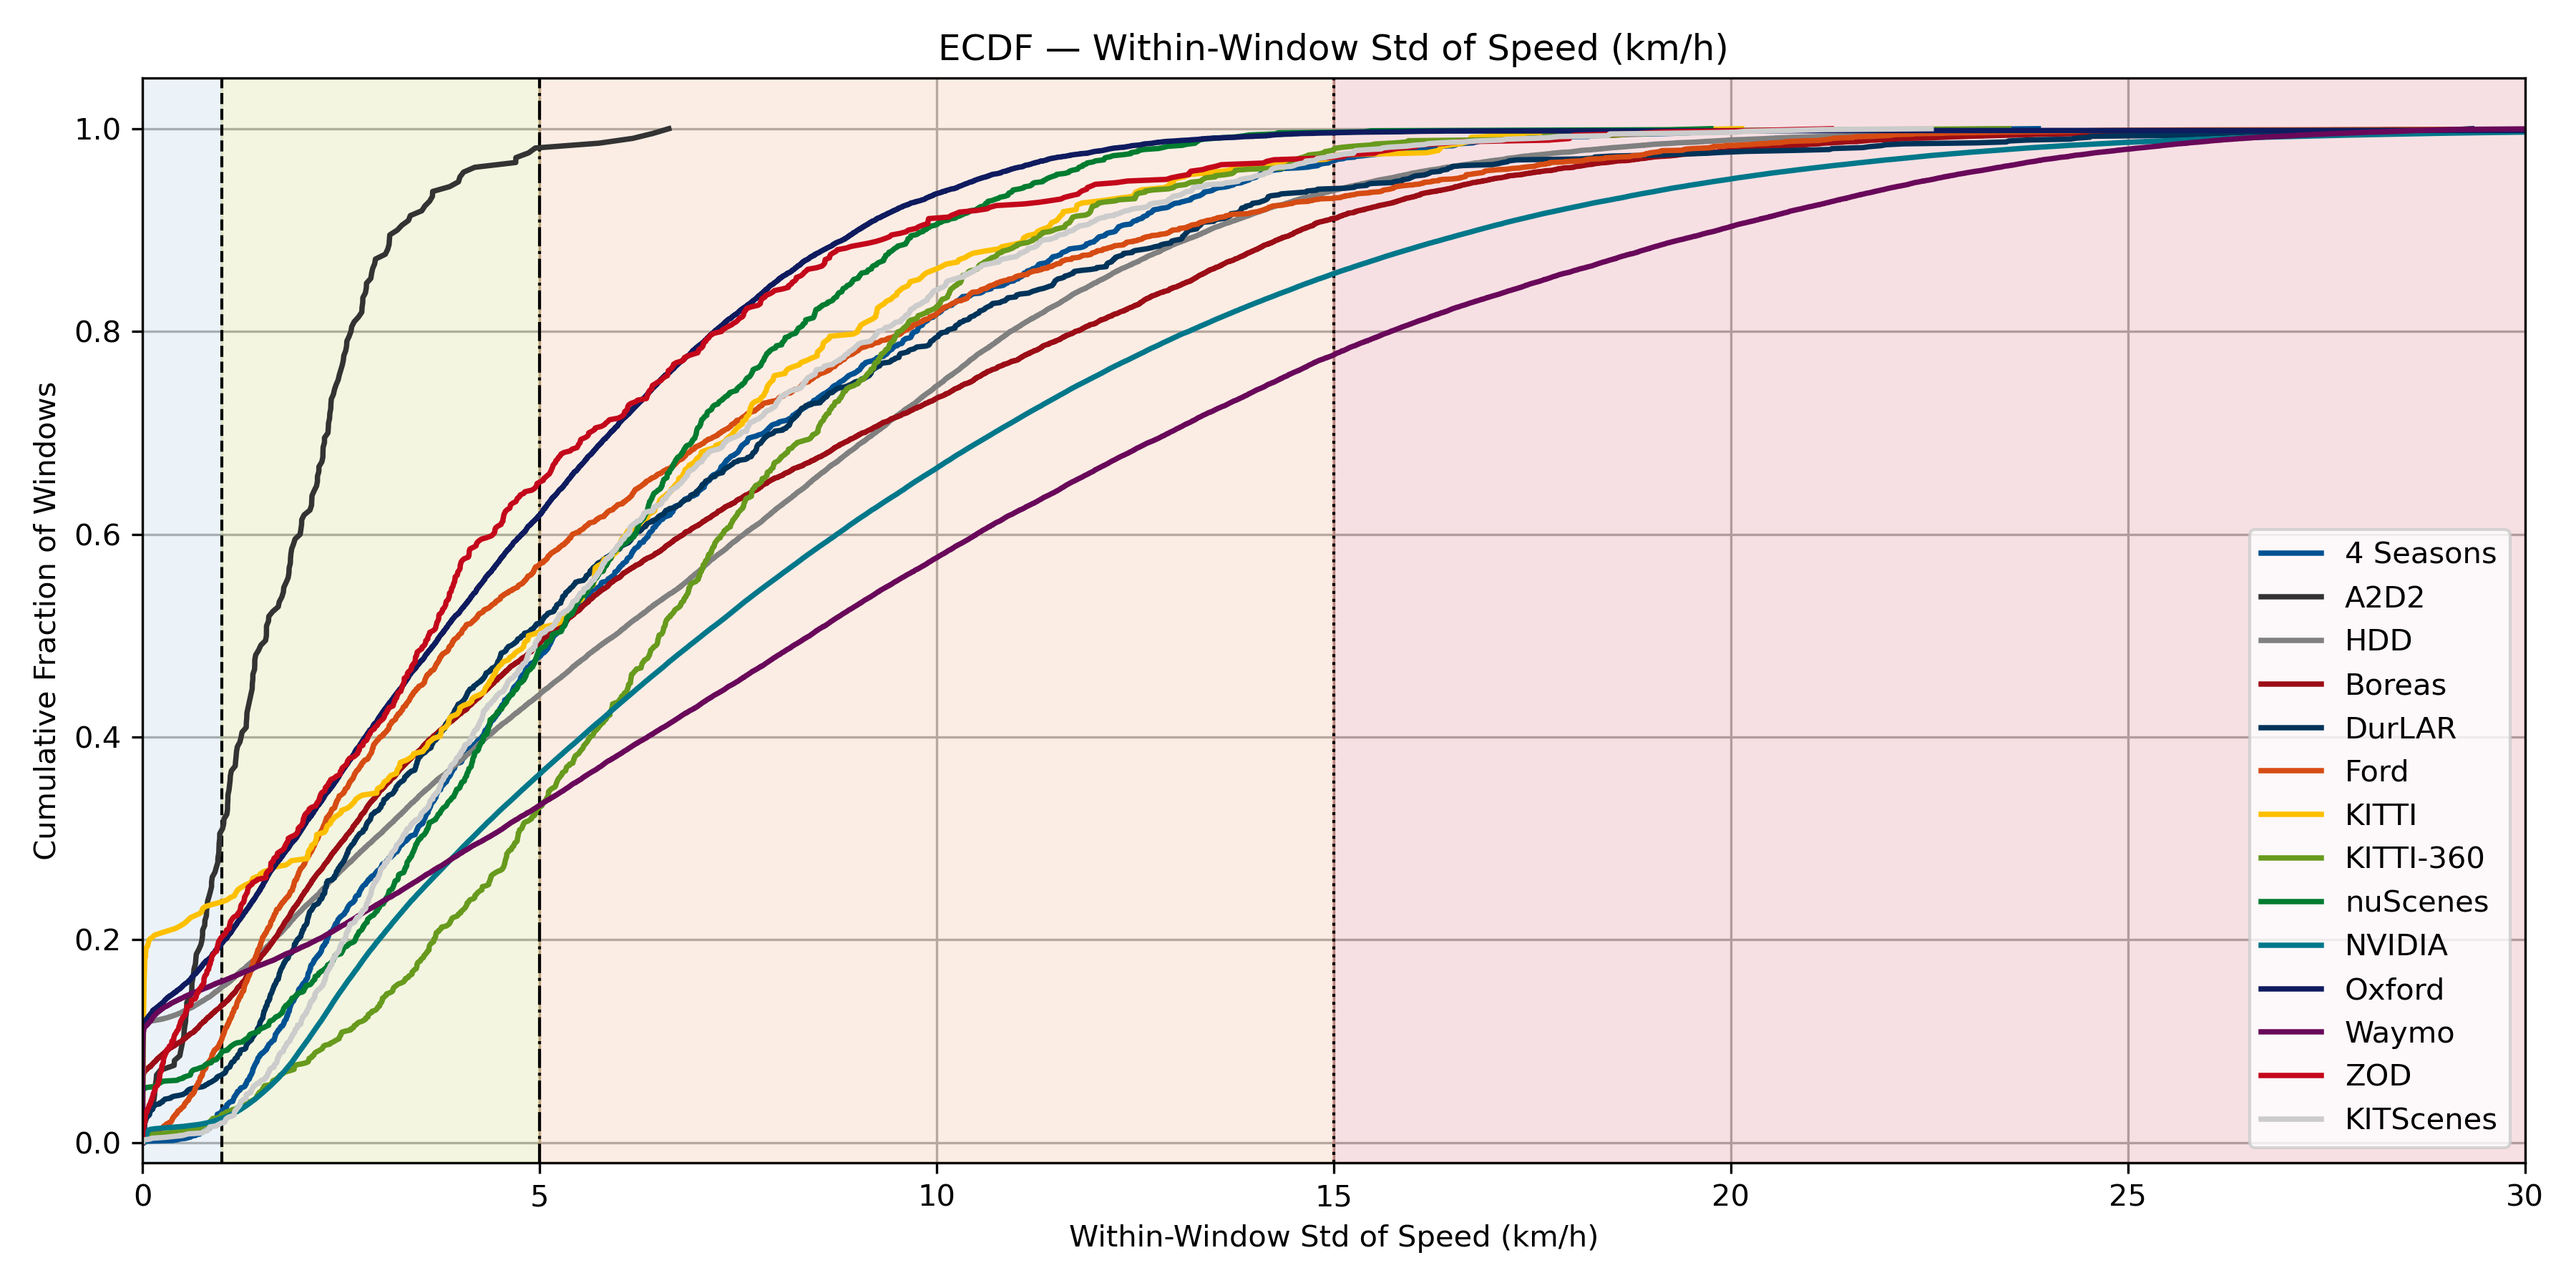 ECDF — Within-Window Std of Speed (km/h)
Cumulative Fraction of Windows
1.0
0.8
0.6
0.4
0.2
0.0
0
5
10
15
20
25
30
Within-Window Std of Speed (km/h)
4 Seasons
A2D2
HDD
Boreas
DurLAR
Ford
KITTI
KITTI-360
nuScenes
NVIDIA
Oxford
Waymo
ZOD
KITScenes